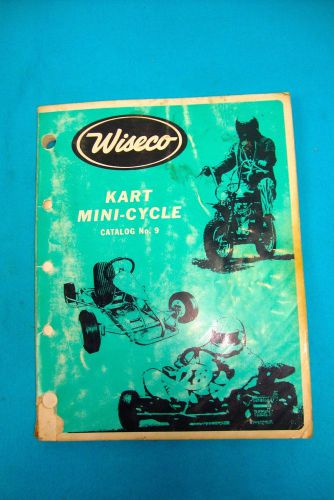 Wiseco
KART
MINI-CYCLE
CATALOG No. 9